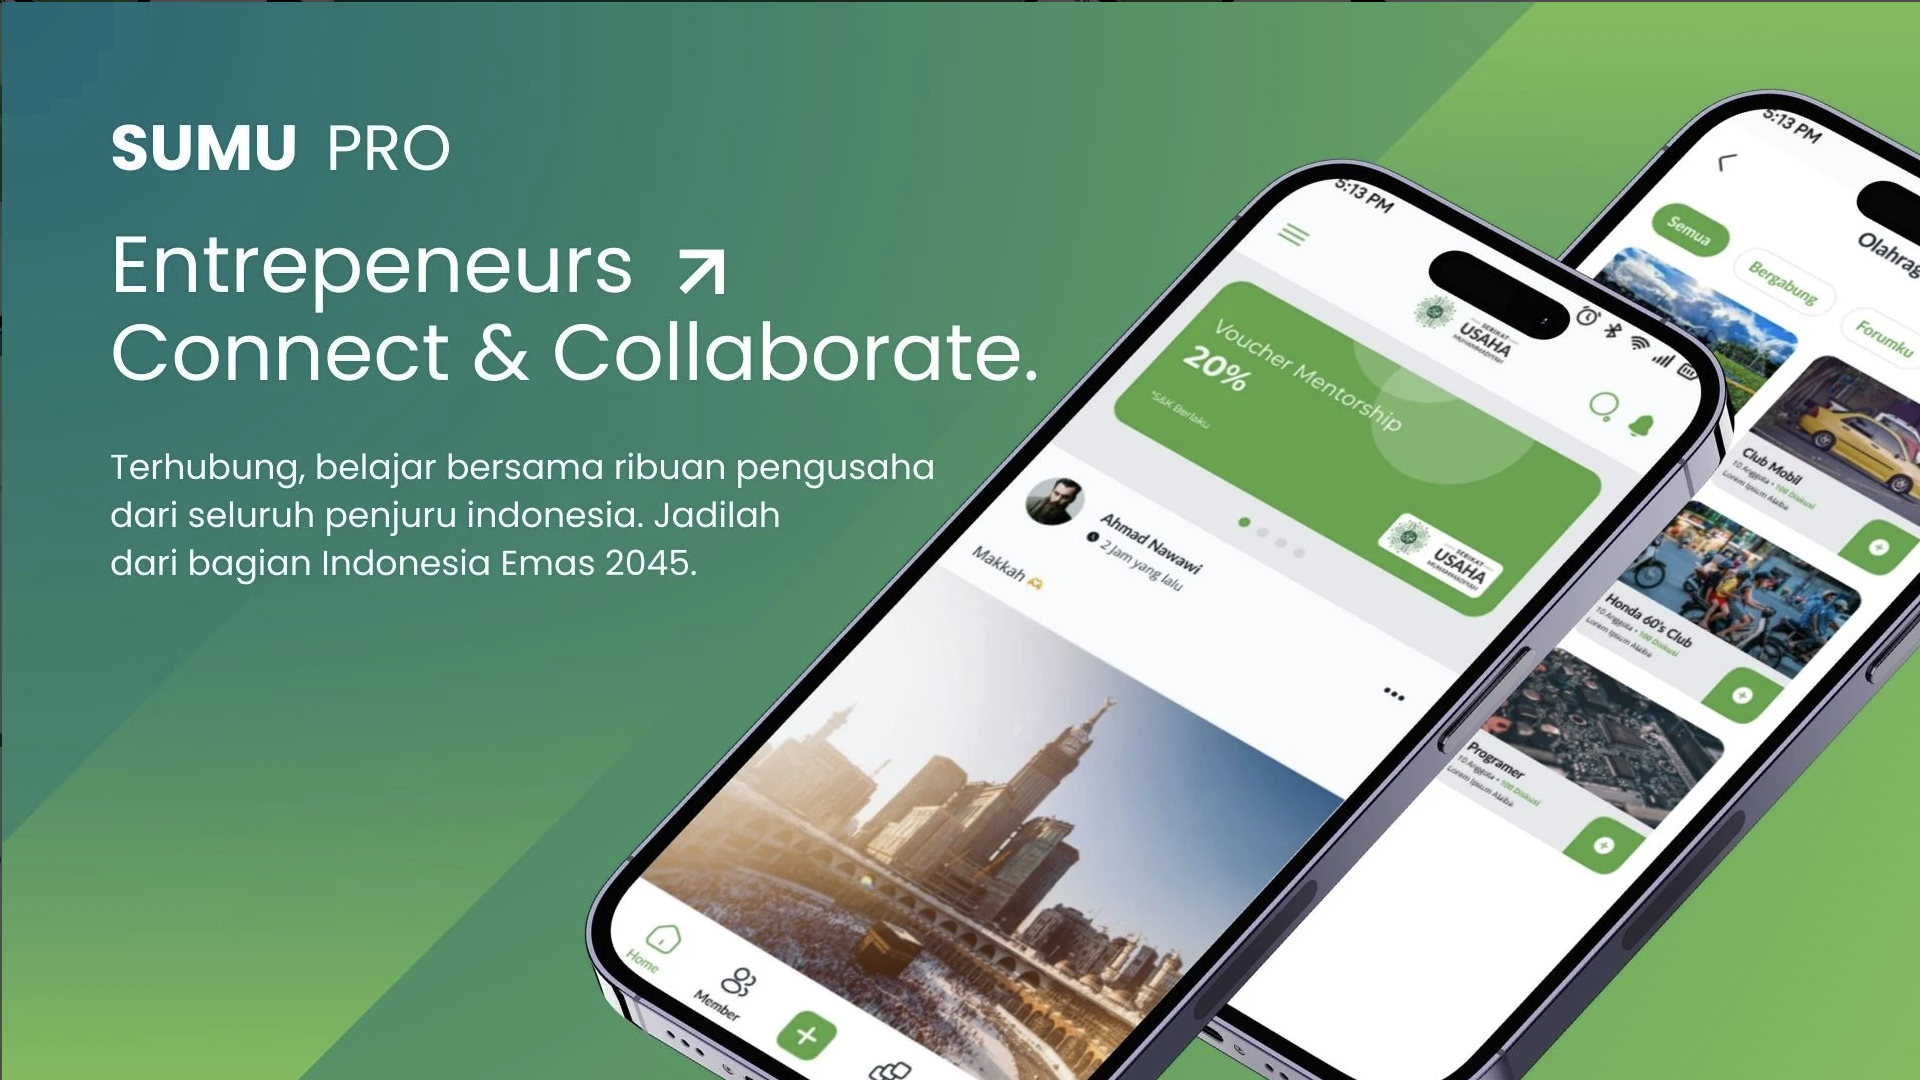 SUMU PRO
Entrepeneurs
Connect & Collaborate.
Terhubung, belajar bersama ribuan pengusaha
dari seluruh penjuru indonesia. Jadilah
dari bagian Indonesia Emas 2045.
5:13 PM
SERIKAT
USAHA
MUHAMMADIYAH
Voucher Mentorship
20%
*S&K Berlaku
SERIKAT
USAHA
MUHAMMADIYAH
Ahmad Nawawi
2 Jam yang lalu
Makkah
Home
Member
5:13 PM
Olahrag
Semua
Bergabung
Forumku
Club Mobil
10 Anggota • 100 Diskusi
Lorem Ipsum Alaiba
Honda 60's Club
10 Anggota • 100 Diskusi
Lorem Ipsum Alaiba
Programer
10 Anggota • 100 Diskusi
Lorem Ipsum Alaiba